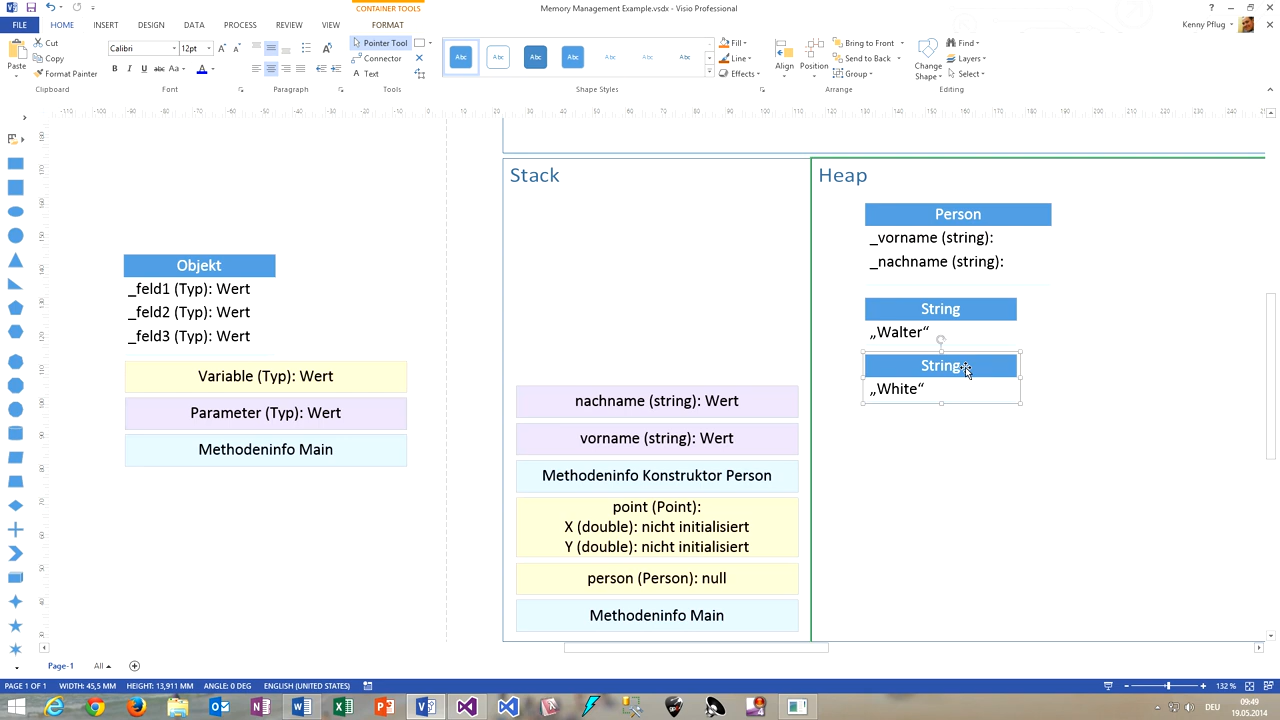 CONTAINER TOOLS
Memory Management Example.vsdx - Visio Professional
FILE HOME INSERT DESIGN DATA PROCESS REVIEW VIEW FORMAT
Kenny Pflug
Paste
Cut
Copy
Format Painter
Clipboard
Calibri 12pt
Font
Paragraph
Pointer Tool
Connector
Text
Tools
Abc Abc Abc Abc Abc Abc Abc
Shape Styles
Fill
Line
Effects
Align Position
Bring to Front
Send to Back
Group
Arrange
Change Shape
Find
Layers
Select
Editing
Stack
Heap
Person
_vorname (string):
_nachname (string):
String
„Walter“
String
„White“
Objekt
_feld1 (Typ): Wert
_feld2 (Typ): Wert
_feld3 (Typ): Wert
Variable (Typ): Wert
Parameter (Typ): Wert
Methodeninfo Main
nachname (string): Wert
vorname (string): Wert
Methodeninfo Konstruktor Person
point (Point):
X (double): nicht initialisiert
Y (double): nicht initialisiert
person (Person): null
Methodeninfo Main
Page-1 All
PAGE 1 OF 1 WIDTH: 45,5 MM HEIGHT: 13,911 MM ANGLE: 0 DEG ENGLISH (UNITED STATES)
132 %
DEU
09:49
19.05.2014